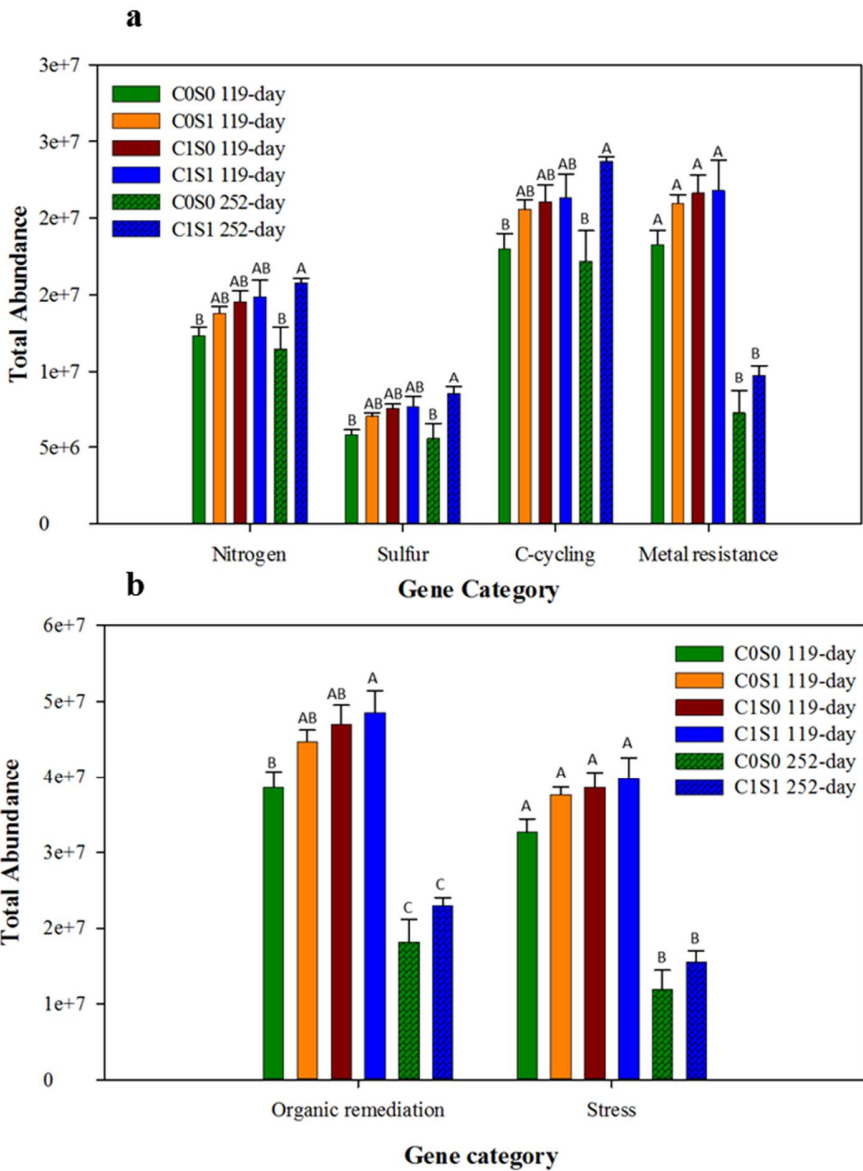 a
3e+7
3e+7
2e+7
2e+7
1e+7
5e+6
0
Total Abundance
C0S0 119-day
C0S1 119-day
C1S0 119-day
C1S1 119-day
C0S0 252-day
C1S1 252-day
B AB AB AB B A
B AB AB AB B A
B AB AB AB B A
A A A A B B
Nitrogen Sulfur C-cycling Metal resistance
Gene Category
b
6e+7
5e+7
4e+7
3e+7
2e+7
1e+7
0
Total Abundance
C0S0 119-day
C0S1 119-day
C1S0 119-day
C1S1 119-day
C0S0 252-day
C1S1 252-day
B AB AB A C C
A A A A B B
Organic remediation Stress
Gene category